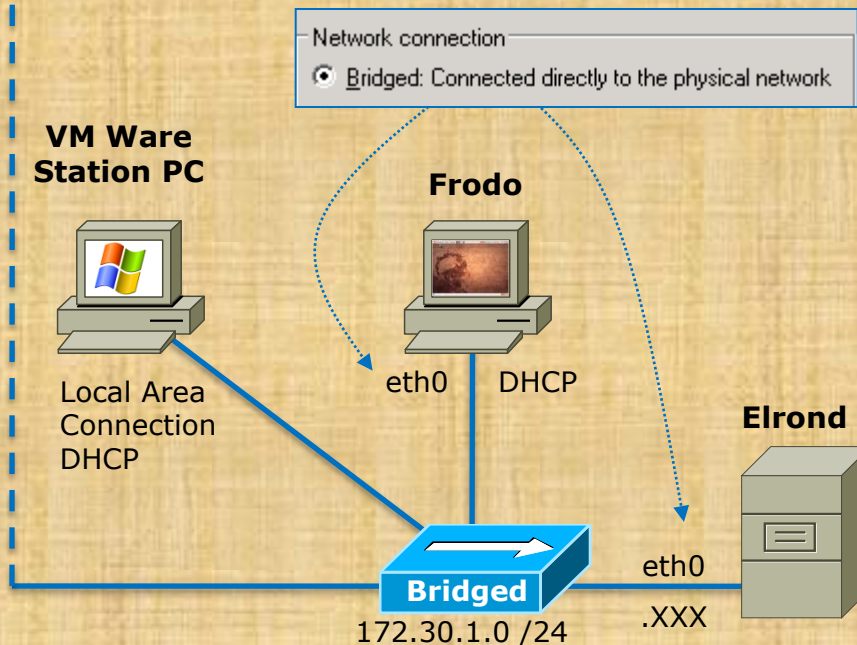 Network connection
Bridged: Connected directly to the physical network
VM Ware
Station PC
Frodo
Local Area
Connection
DHCP
eth0 DHCP
Elrond
Bridged
172.30.1.0 /24
eth0
.XXX